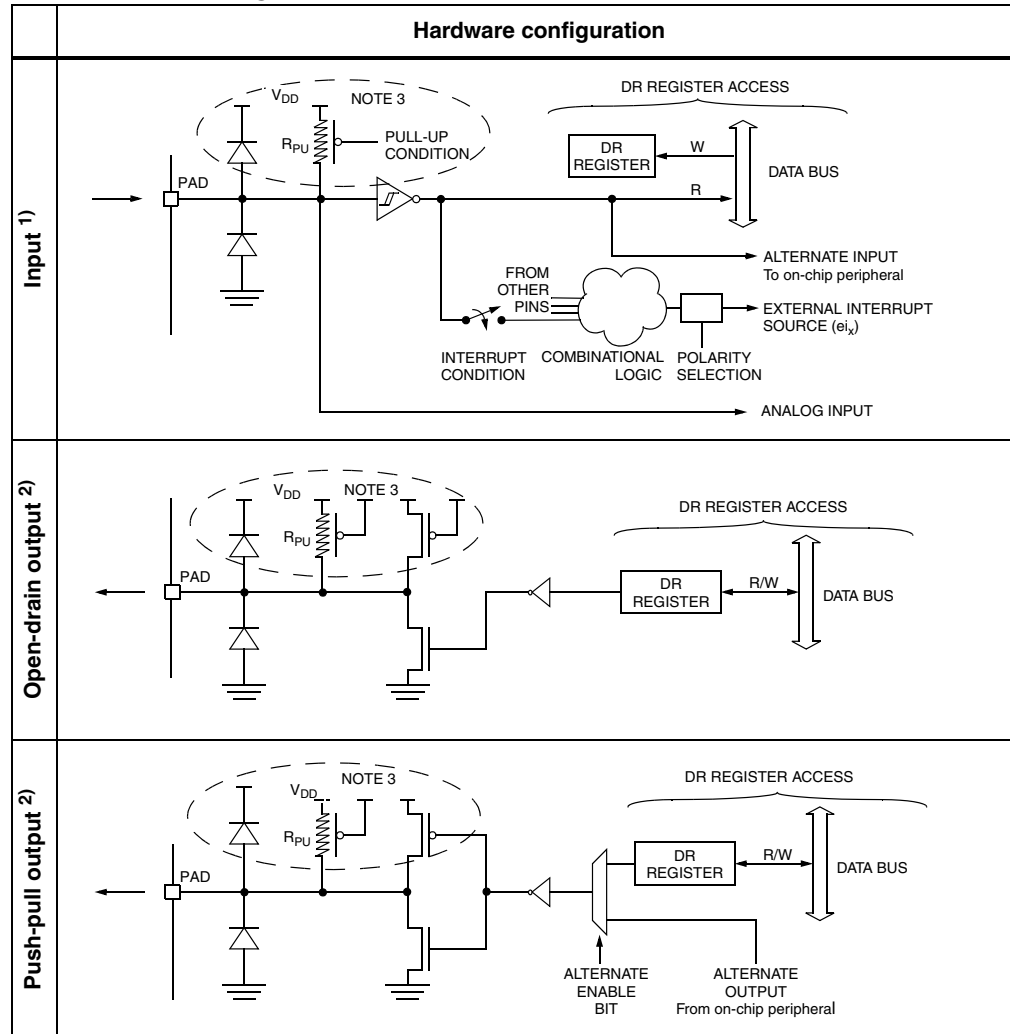 Hardware configuration
Input 1)
DR REGISTER ACCESS
VDD
NOTE 3
RPU
PULL-UP
CONDITION
PAD
DR
REGISTER
W
R
DATA BUS
ALTERNATE INPUT
To on-chip peripheral
FROM
OTHER
PINS
EXTERNAL INTERRUPT
SOURCE (eix)
INTERRUPT
CONDITION
COMBINATIONAL
LOGIC
POLARITY
SELECTION
ANALOG INPUT
Open-drain output 2)
VDD
NOTE 3
RPU
PAD
DR REGISTER ACCESS
DR
REGISTER
R/W
DATA BUS
Push-pull output 2)
VDD
NOTE 3
RPU
PAD
DR REGISTER ACCESS
DR
REGISTER
R/W
DATA BUS
ALTERNATE
ENABLE
BIT
ALTERNATE
OUTPUT
From on-chip peripheral